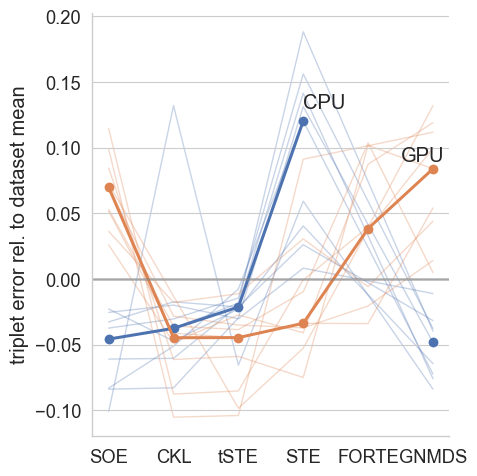 triplet error rel. to dataset mean
0.20
0.15
0.10
0.05
0.00
−0.05
−0.10
CPU
GPU
SOE CKL tSTE STE FORTE GNMDS